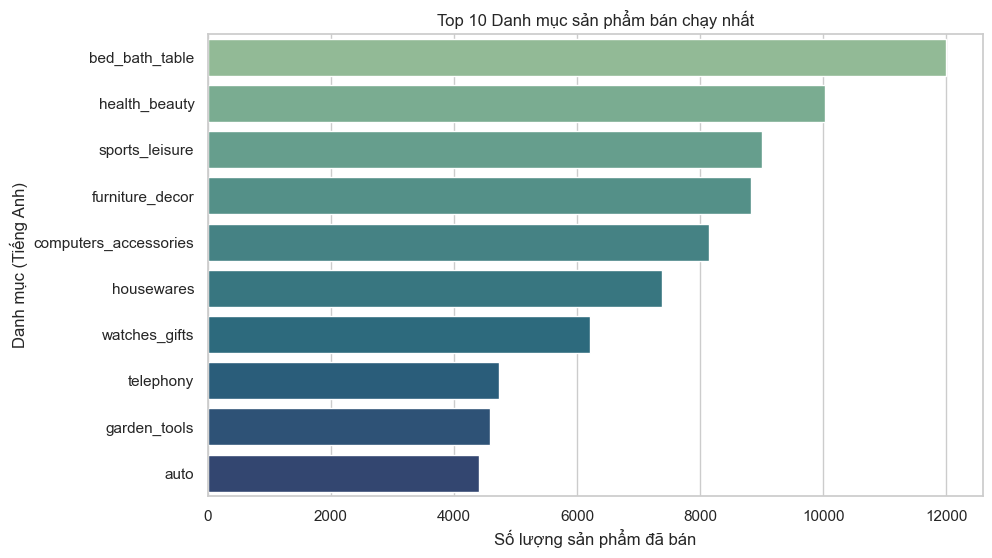 Top 10 Danh mục sản phẩm bán chạy nhất
Danh mục (Tiếng Anh)
bed_bath_table
health_beauty
sports_leisure
furniture_decor
computers_accessories
housewares
watches_gifts
telephony
garden_tools
auto
0 2000 4000 6000 8000 10000 12000
Số lượng sản phẩm đã bán